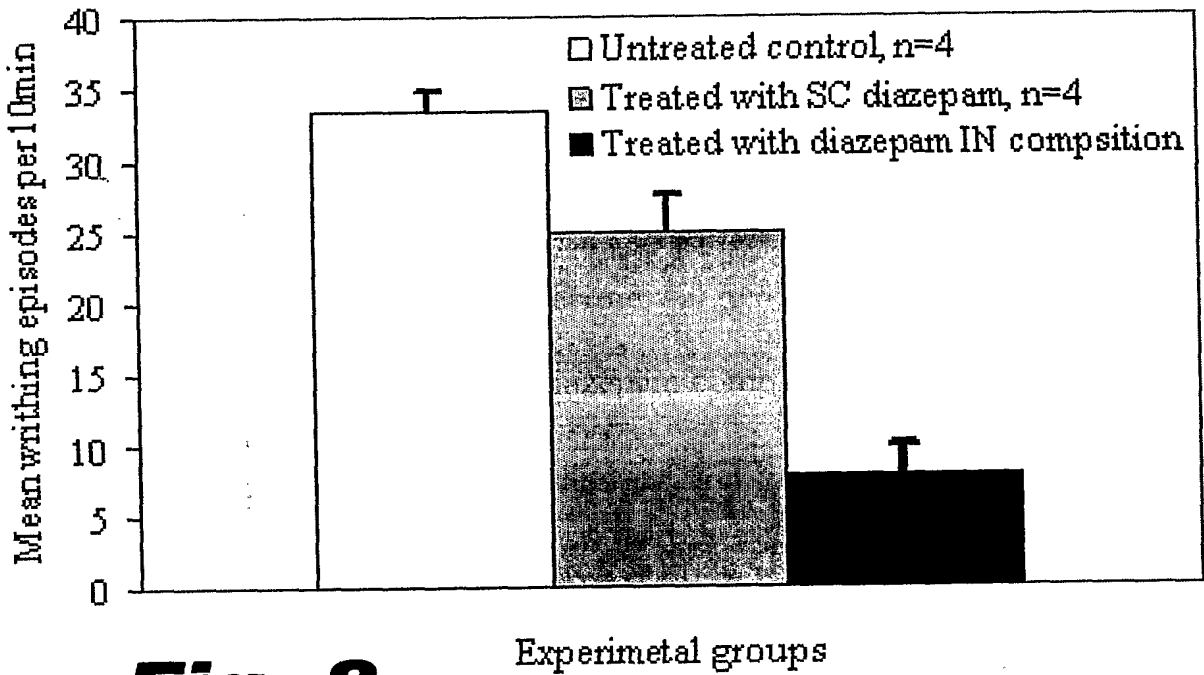 Mean writhing episodes per 10min
40
35
30
25
20
15
10
5
0
Untreated control, n=4
Treated with SC diazepam, n=4
Treated with diazepam IN compsition
Experimetal groups